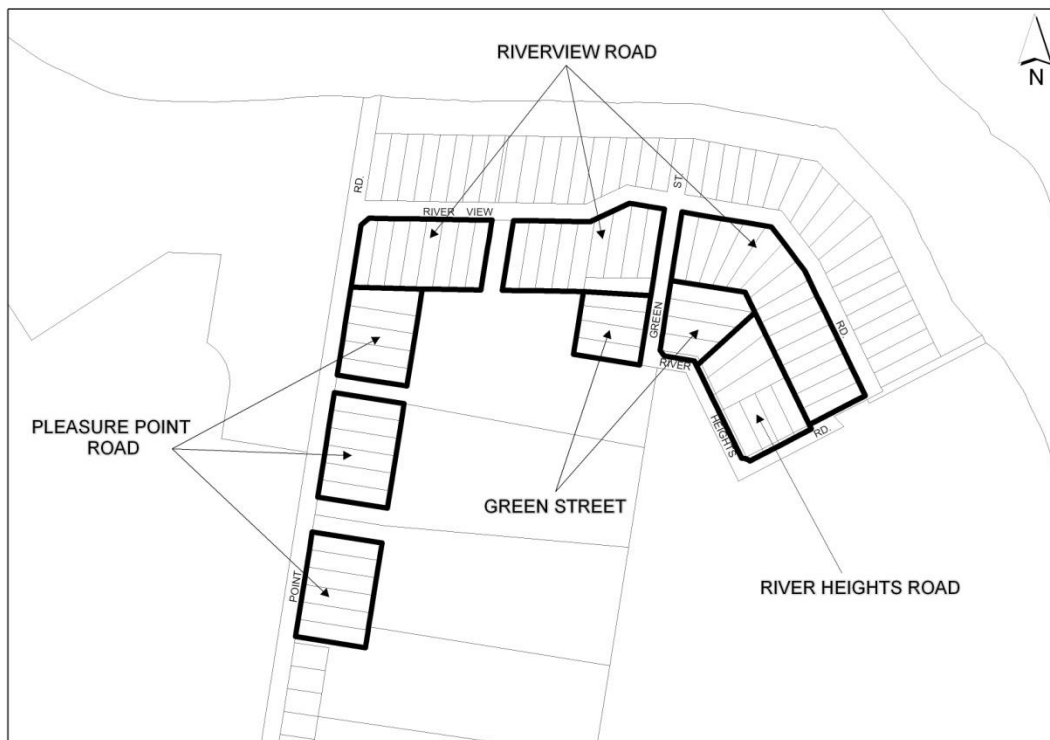 RIVERVIEW ROAD
N
RD.
ST.
RIVER VIEW
GREEN
RD.
RIVER
PLEASURE POINT
ROAD
HEIGHTS
RD.
GREEN STREET
POINT
RIVER HEIGHTS ROAD